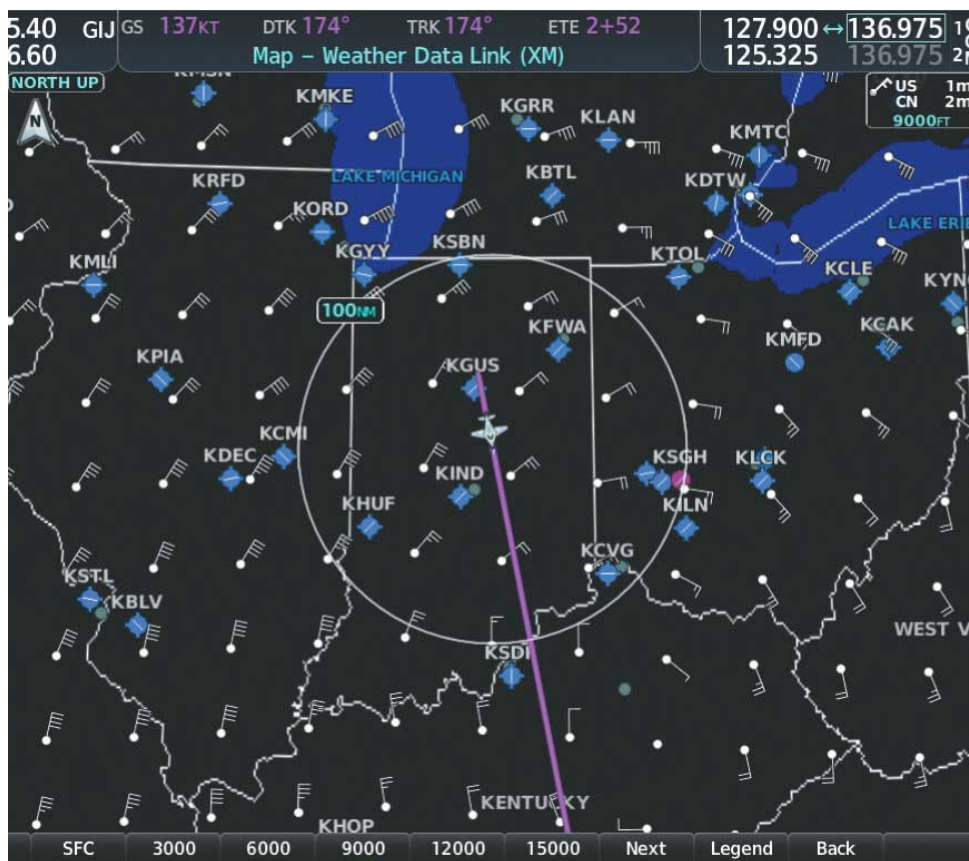 5.40 GIJ GS 137KT DTK 174° TRK 174° ETE 2+52 127.900 ↔ 136.975
6.60 Map – Weather Data Link (XM) 125.325 136.975
NORTH UP
N
US 1m
CN 2m
9000FT
KMSN
KMKE
KGRR
KLAN
KMTC
LAKE MICHIGAN
KRFD
KBTL
KDTW
KORD
LAKE ERIE
KGYY
KSBN
KTOL
KMLI
KCLE
KYN
100NM
KFWA
KMFD
KCAK
KPIA
KGUS
KCMI
KDEC
KIND
KSGH
KLCK
KHUF
KILN
KCVG
KSTL
KBLV
WEST V
KSDF
KENTUCKY
KHOP
SFC 3000 6000 9000 12000 15000 Next Legend Back